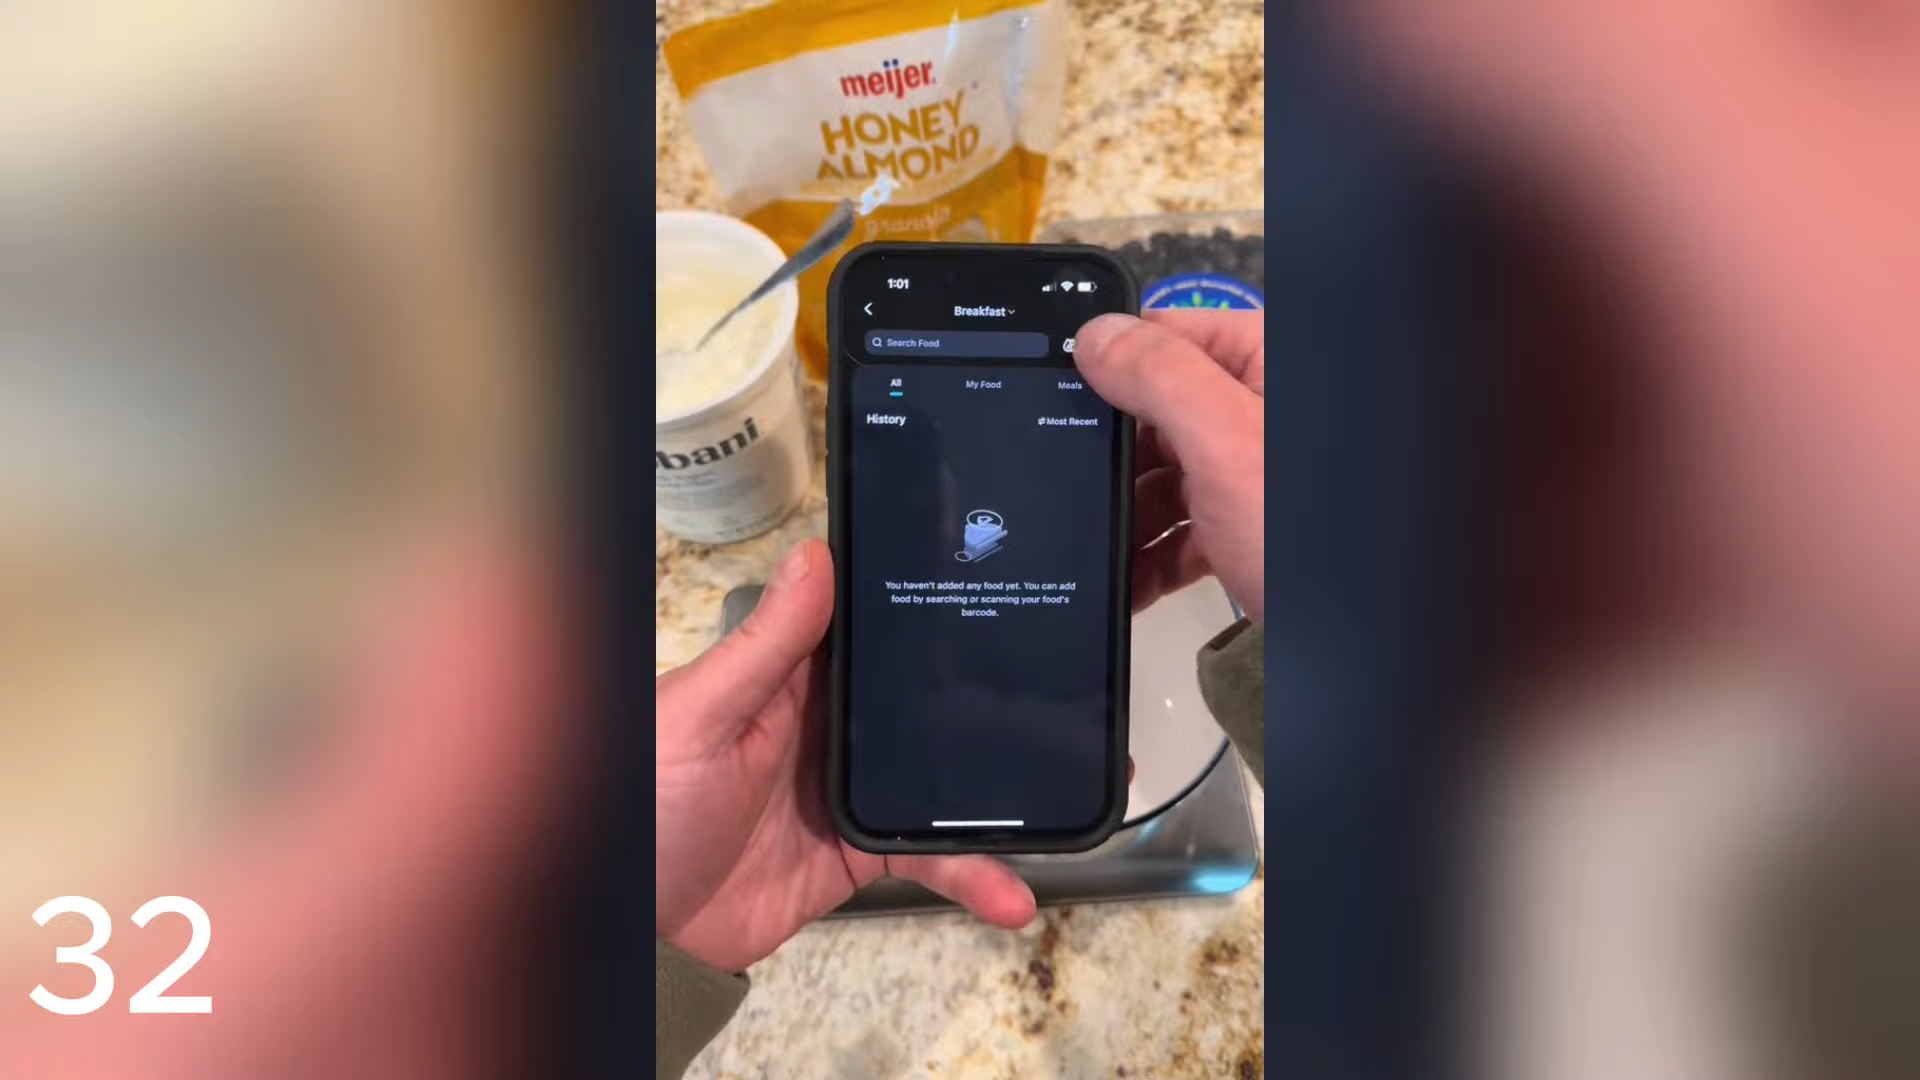 meijer
HONEY
ALMOND
granola
bani
1:01
Breakfast
Search Food
All
My Food
Meals
History
Most Recent
You haven't added any food yet. You can add
food by searching or scanning your food's
barcode.
32